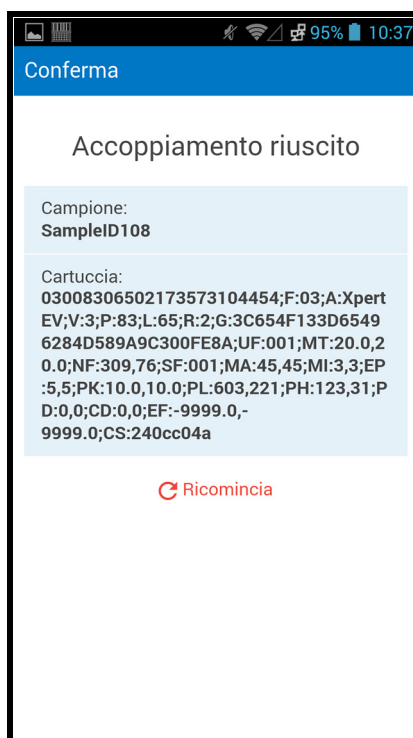 95% 10:37
Conferma
Accoppiamento riuscito
Campione:
SampleID108
Cartuccia:
03008306502173573104454;F:03;A:Xpert
EV;V:3;P:83;L:65;R:2;G:3C654F133D6549
6284D589A9C300FE8A;UF:001;MT:20.0,2
0.0;NF:309,76;SF:001;MA:45,45;MI:3,3;EP
:5,5;PK:10.0,10.0;PL:603,221;PH:123,31;P
D:0,0;CD:0,0;EF:-9999.0,-
9999.0;CS:240cc04a
Ricomincia